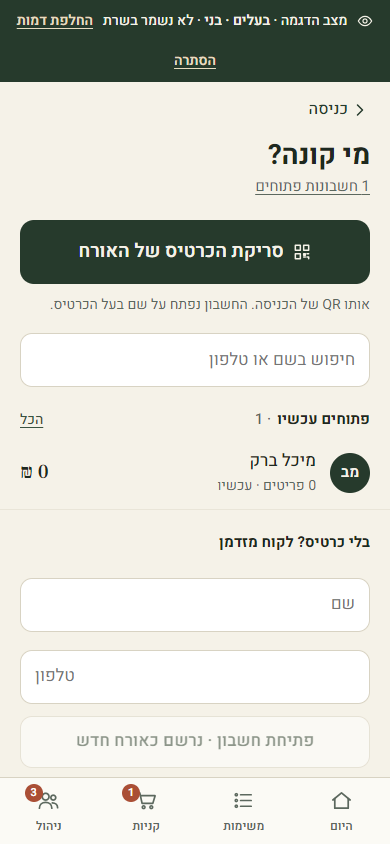 מצב הדגמה · בעלים · בני · לא נשמר בשרת החלפת דמות
הסתרה
כניסה
מי קונה?
1 חשבונות פתוחים
סריקת הכרטיס של האורח
אותו QR של הכניסה. החשבון נפתח על שם בעל הכרטיס.
חיפוש בשם או טלפון
פתוחים עכשיו · 1 הכל
מב מיכל ברק 0 ₪
0 פריטים · עכשיו
בלי כרטיס? לקוח מזדמן
שם
טלפון
פתיחת חשבון · נרשם כאורח חדש
1 3
היום משימות קניות ניהול